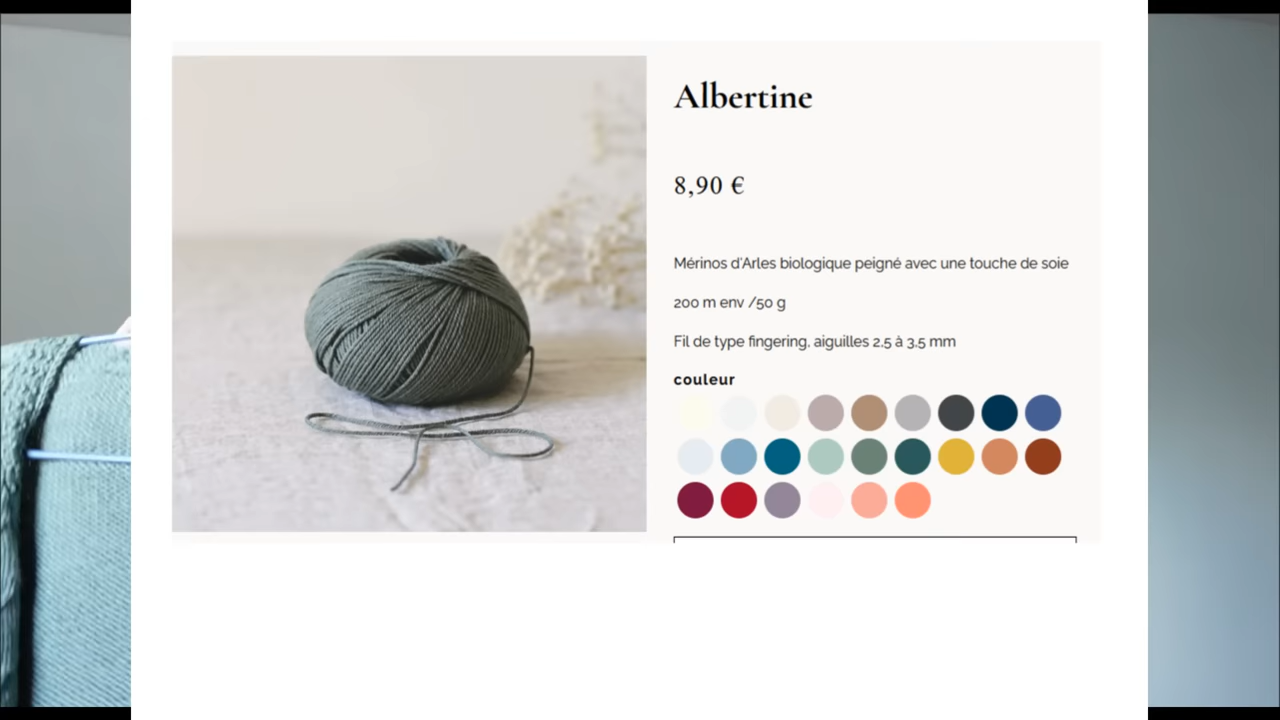 Albertine
8,90 €
Mérinos d'Arles biologique peigné avec une touche de soie
200 m env /50 g
Fil de type fingering, aiguilles 2,5 à 3,5 mm
couleur